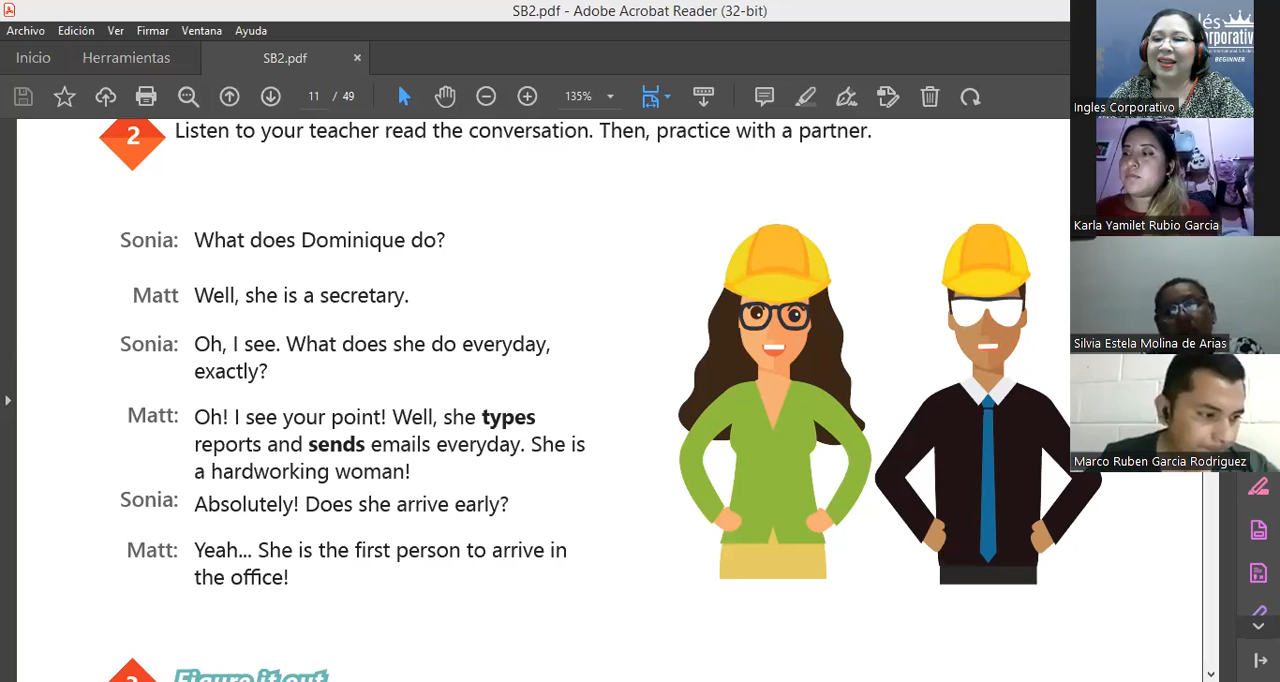 SB2.pdf - Adobe Acrobat Reader (32-bit)
Archivo Edición Ver Firmar Ventana Ayuda
Inicio Herramientas SB2.pdf ×
11 / 49 135%
2 Listen to your teacher read the conversation. Then, practice with a partner.
Sonia: What does Dominique do?
Matt Well, she is a secretary.
Sonia: Oh, I see. What does she do everyday,
exactly?
Matt: Oh! I see your point! Well, she types
reports and sends emails everyday. She is
a hardworking woman!
Sonia: Absolutely! Does she arrive early?
Matt: Yeah... She is the first person to arrive in
the office!
3 Figure it out
BEGINNER
Ingles Corporativo
Karla Yamilet Rubio Garcia
Silvia Estela Molina de Arias
Marco Ruben Garcia Rodriguez